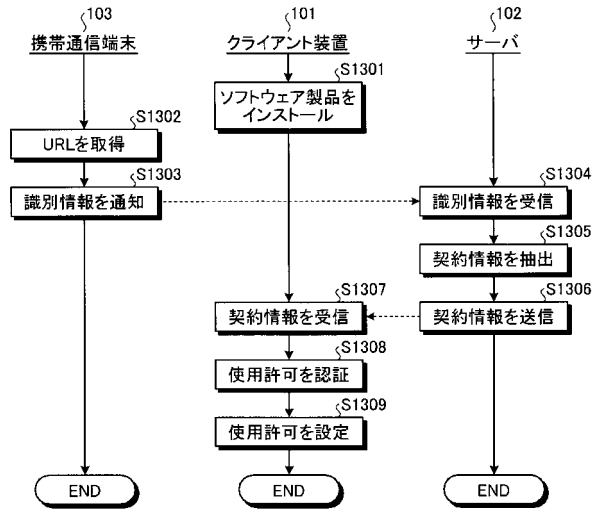 103
携帯通信端末
101
クライアント装置
102
サーバ
S1301
ソフトウェア製品を
インストール
S1302
URLを取得
S1303
識別情報を通知
S1304
識別情報を受信
S1305
契約情報を抽出
S1306
契約情報を送信
S1307
契約情報を受信
S1308
使用許可を認証
S1309
使用許可を設定
END
END
END